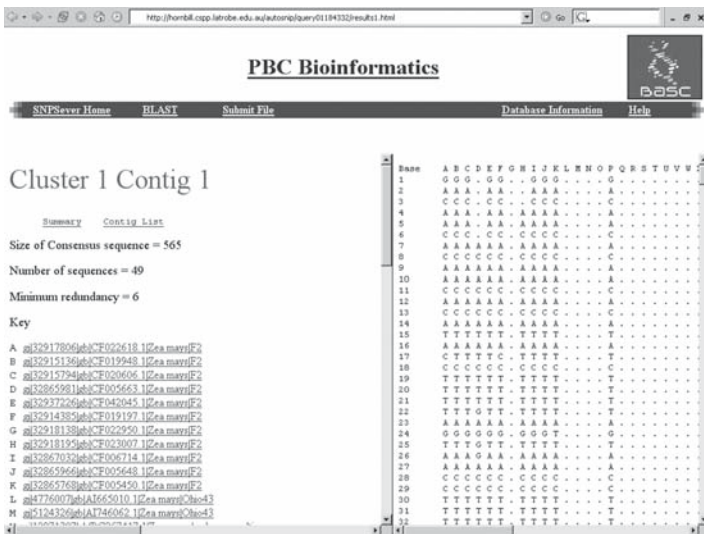 http://hornbill.cspp.latrobe.edu.au/autosnip/query01184332/results1.html
Go
PBC Bioinformatics
BASC
SNPSever Home BLAST Submit File Database Information Help
Cluster 1 Contig 1
Summary Contig List
Size of Consensus sequence = 565
Number of sequences = 49
Minimum redundancy = 6
Key
A gi|32917806|gb|CF022618.1|Zea mays|F2
B gi|32915136|gb|CF019948.1|Zea mays|F2
C gi|32915794|gb|CF020606.1|Zea mays|F2
D gi|32865981|gb|CF005663.1|Zea mays|F2
E gi|32937226|gb|CF042045.1|Zea mays|F2
F gi|32914385|gb|CF019197.1|Zea mays|F2
G gi|32918138|gb|CF022950.1|Zea mays|F2
H gi|32918195|gb|CF023007.1|Zea mays|F2
I gi|32867032|gb|CF006714.1|Zea mays|F2
J gi|32865966|gb|CF005648.1|Zea mays|F2
K gi|32865768|gb|CF005450.1|Zea mays|F2
L gi|4776007|gb|AI665010.1|Zea mays|Ohio43
M gi|5124326|gb|AI746062.1|Zea mays|Ohio43
Base A B C D E F G H I J K L M N O P Q R S T U V W
1 G G G . G G . . G G G . . . . G . . . . . . .
2 A A A . A A . . A A A . . . . A . . . . . . .
3 C C C . C C . . C C C . . . . C . . . . . . .
4 A A A . A A . A A A A . . . . A . . . . . . .
5 A A A . A A . A A A A . . . . A . . . . . . .
6 C C C . C C . C C C C . . . . C . . . . . . .
7 A A A A A A . A A A A . . . . A . . . . . . .
8 C C C C C C . C C C C . . . . C . . . . . . .
9 A A A A A A . A A A A . . . . A . . . . . . .
10 A A A A A A . A A A A . . . . A . . . . . . .
11 C C C C C C . C C C C . . . . C . . . . . . .
12 A A A A A A . A A A A . . . . A . . . . . . .
13 C C C C C C . C C C C . . . . C . . . . . . .
14 A A A A A A . A A A A . . . . A . . . . . . .
15 T T T T T T . T T T T . . . . T . . . . . . .
16 A A A A A A . A A A A . . . . A . . . . . . .
17 C T T T T C . T T T T . . . . T . . . . . . .
18 C C C C C C . C C C C . . . . C . . . . . . .
19 T T T T T T . T T T T . . . . T . . . . . . .
20 T T T T T T . T T T T . . . . T . . . . . . .
21 T T T T T T . T T T T . . . . T . . . . . . .
22 T T T G T T . T T T T . . . . T . . . . . . .
23 A A A A A A . A A A A . . . . A . . . . . . .
24 G G G G G G . G G G T . . . . G . . . . . . .
25 T T T G T T . T T T T . . . . T . . . . . . .
26 A A A G A A . A A A A . . . . A . . . . . . .
27 A A A A A A . A A A A . . . . A . . . . . . .
28 C C C C C C . C C C C . . . . C . . . . . . .
29 C C C C C C . C C C C . . . . C . . . . . . .
30 T T T T T T . T T T T . . . . T . . . . . . .
31 T T T T T T . T T T T . . . . T . . . . . . .
32